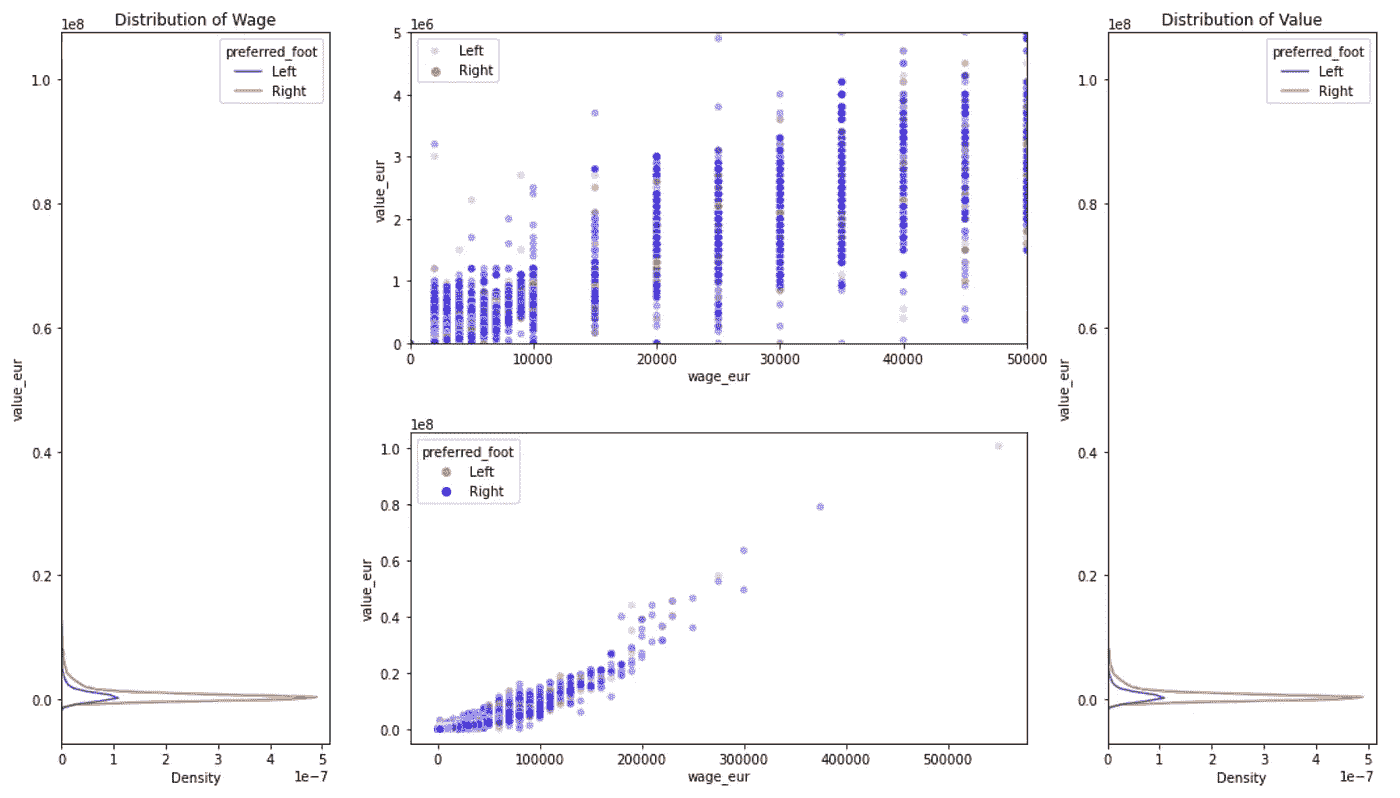 Distribution of Wage
1e8
preferred_foot
Left
Right
1.0
0.8
0.6
0.4
0.2
0.0
value_eur
0 1 2 3 4 5
1e−7
Density
1e6
Left
Right
5
4
3
2
1
0
value_eur
0 10000 20000 30000 40000 50000
wage_eur
1e8
preferred_foot
Left
Right
1.0
0.8
0.6
0.4
0.2
0.0
value_eur
0 100000 200000 300000 400000 500000
wage_eur
Distribution of Value
1e8
preferred_foot
Left
Right
1.0
0.8
0.6
0.4
0.2
0.0
value_eur
0 1 2 3 4 5
1e−7
Density